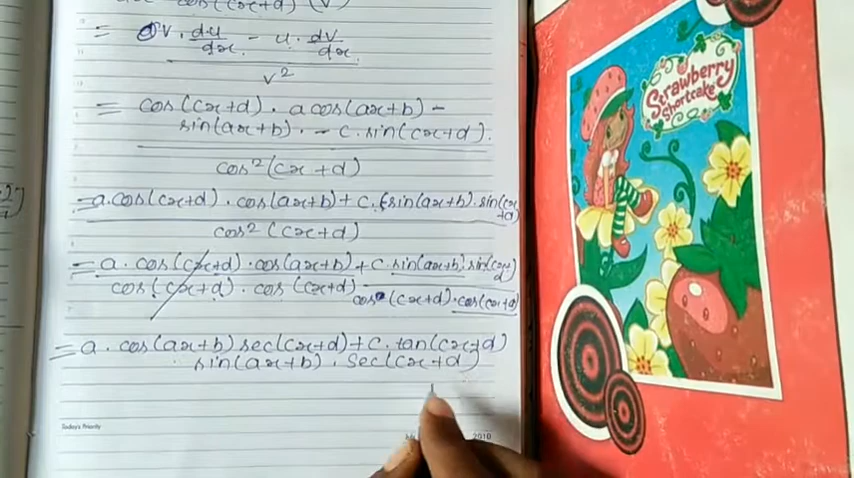 = v · du/dx - u · dv/dx
v²
= cos(cx+d) · a cos(ax+b) -
sin(ax+b) · - c · sin(cx+d).
cos²(cx+d)
= a·cos(cx+d) · cos(ax+b) + c·(sin(ax+b)·sin(cx+d)
cos²(cx+d)
= a · cos(cx+d) · cos(ax+b) + c·sin(ax+b) sin(cx+d)
cos(cx+d) · cos(cx+d) cos(cx+d)·cos(cx+d)
= a · cos(ax+b) sec(cx+d) + c · tan(cx+d)
sin(ax+b) · sec(cx+d)
Today's Priority
2010
Strawberry
Shortcake